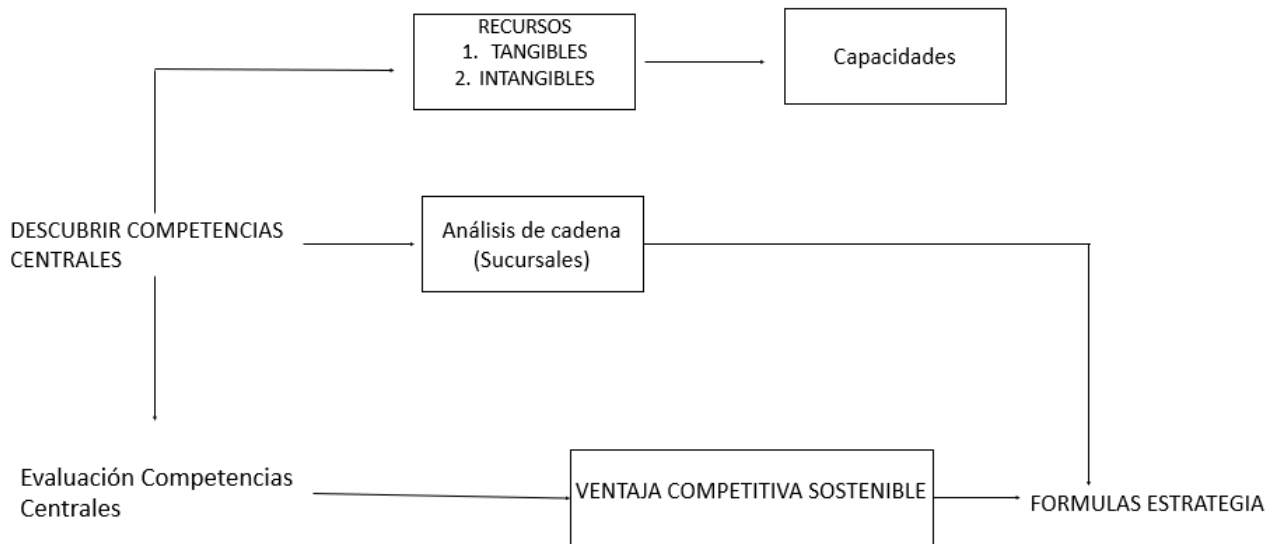 RECURSOS
1. TANGIBLES
2. INTANGIBLES
Capacidades
DESCUBRIR COMPETENCIAS
CENTRALES
Análisis de cadena
(Sucursales)
Evaluación Competencias
Centrales
VENTAJA COMPETITIVA SOSTENIBLE
FORMULAS ESTRATEGIA